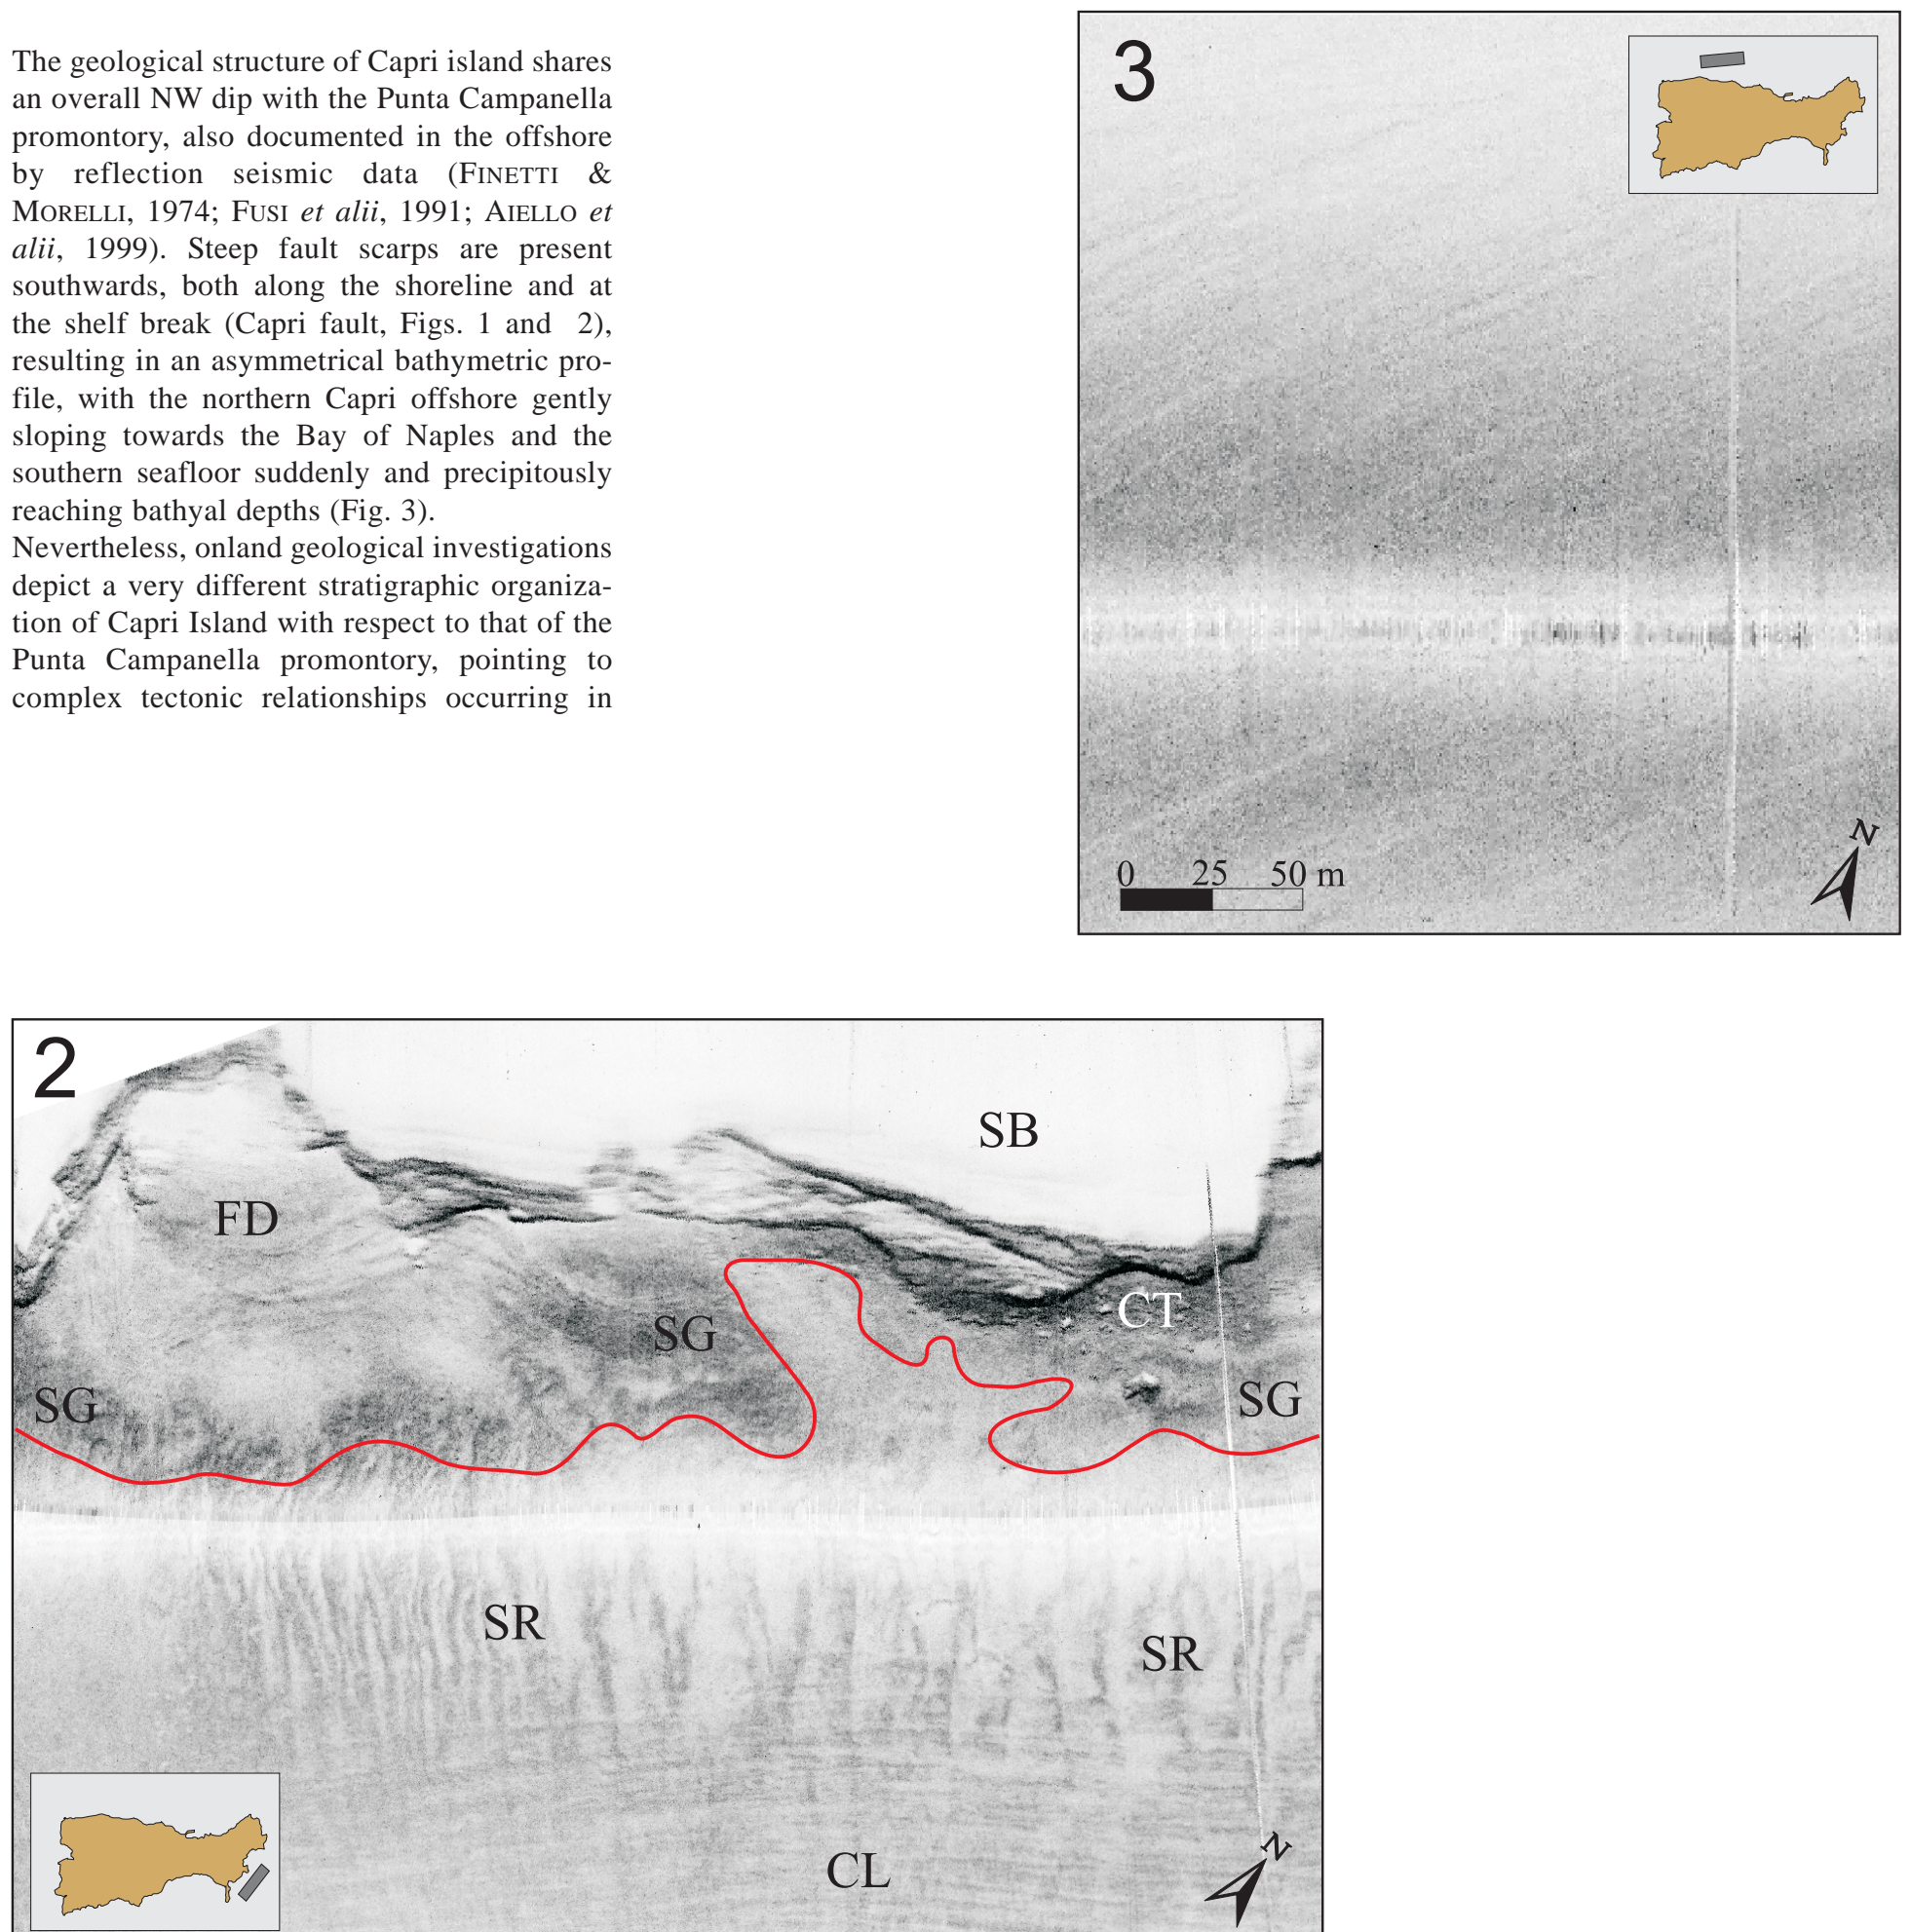 The geological structure of Capri island shares
an overall NW dip with the Punta Campanella
promontory, also documented in the offshore
by reflection seismic data (FINETTI &
MORELLI, 1974; FUSI et alii, 1991; AIELLO et
alii, 1999). Steep fault scarps are present
southwards, both along the shoreline and at
the shelf break (Capri fault, Figs. 1 and 2),
resulting in an asymmetrical bathymetric pro-
file, with the northern Capri offshore gently
sloping towards the Bay of Naples and the
southern seafloor suddenly and precipitously
reaching bathyal depths (Fig. 3).
Nevertheless, onland geological investigations
depict a very different stratigraphic organiza-
tion of Capri Island with respect to that of the
Punta Campanella promontory, pointing to
complex tectonic relationships occurring in
3
N
0 25 50 m
2
SB
FD
CT
SG
SG
SG
SR
SR
N
CL